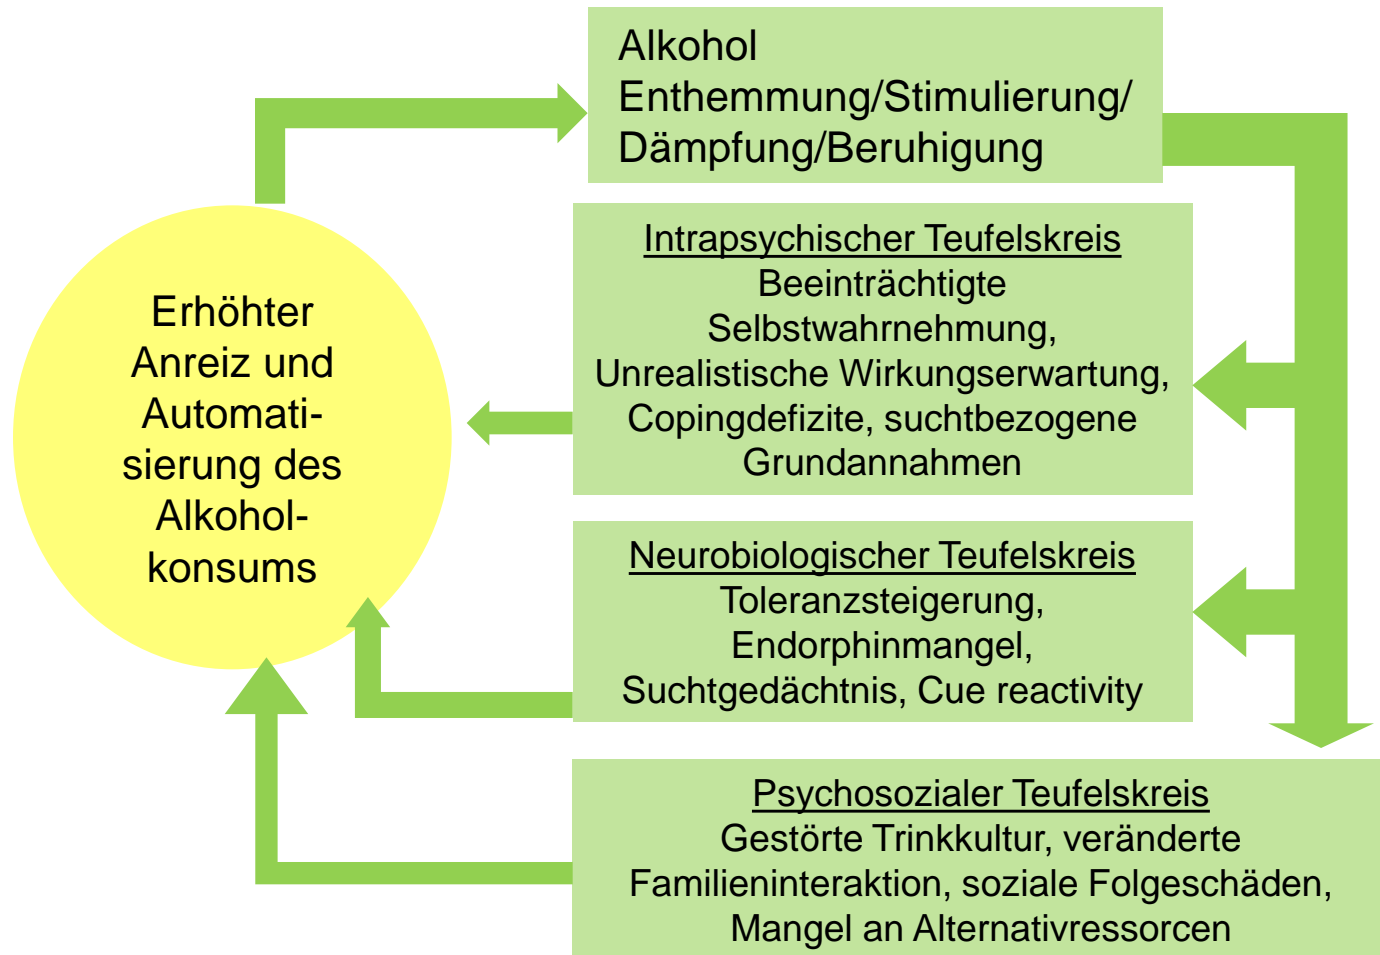 Alkohol
Enthemmung/Stimulierung/
Dämpfung/Beruhigung
Erhöhter
Anreiz und
Automati-
sierung des
Alkohol-
konsums
Intrapsychischer Teufelskreis
Beeinträchtigte
Selbstwahrnehmung,
Unrealistische Wirkungserwartung,
Copingdefizite, suchtbezogene
Grundannahmen
Neurobiologischer Teufelskreis
Toleranzsteigerung,
Endorphinmangel,
Suchtgedächtnis, Cue reactivity
Psychosozialer Teufelskreis
Gestörte Trinkkultur, veränderte
Familieninteraktion, soziale Folgeschäden,
Mangel an Alternativressorcen